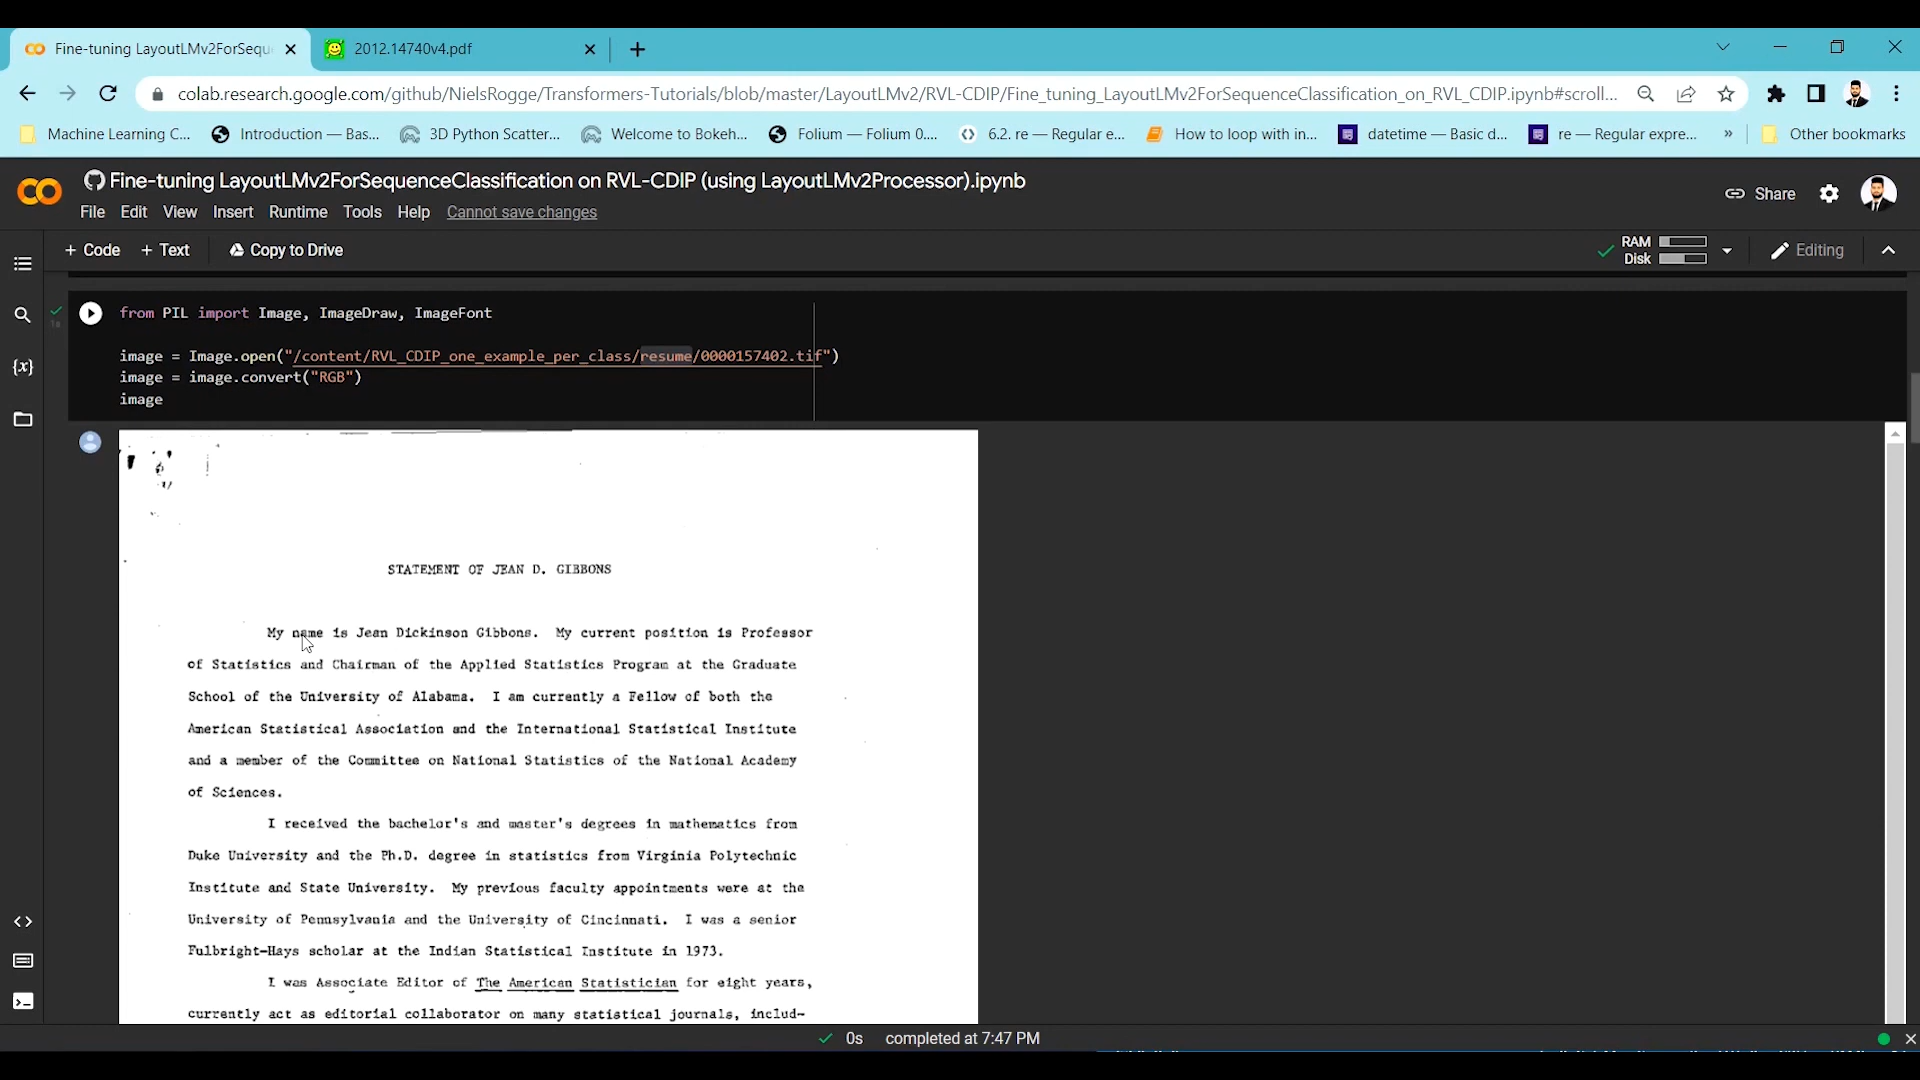 Fine-tuning LayoutLMv2ForSequ
2012.14740v4.pdf
colab.research.google.com/github/NielsRogge/Transformers-Tutorials/blob/master/LayoutLMv2/RVL-CDIP/Fine_tuning_LayoutLMv2ForSequenceClassification_on_RVL_CDIP.ipynb#scroll...
Machine Learning C...
Introduction — Bas...
3D Python Scatter...
Welcome to Bokeh...
Folium — Folium 0....
6.2. re — Regular e...
How to loop with in...
datetime — Basic d...
re — Regular expre...
»
Other bookmarks
Fine-tuning LayoutLMv2ForSequenceClassification on RVL-CDIP (using LayoutLMv2Processor).ipynb
File Edit View Insert Runtime Tools Help Cannot save changes
Share
+ Code + Text Copy to Drive
RAM
Disk
Editing
from PIL import Image, ImageDraw, ImageFont
image = Image.open("/content/RVL_CDIP_one_example_per_class/resume/0000157402.tif")
image = image.convert("RGB")
image
1s
{x}
STATEMENT OF JEAN D. GIBBONS
My name is Jean Dickinson Gibbons. My current position is Professor
of Statistics and Chairman of the Applied Statistics Program at the Graduate
School of the University of Alabama. I am currently a Fellow of both the
American Statistical Association and the International Statistical Institute
and a member of the Committee on National Statistics of the National Academy
of Sciences.
I received the bachelor's and master's degrees in mathematics from
Duke University and the Ph.D. degree in statistics from Virginia Polytechnic
Institute and State University. My previous faculty appointments were at the
University of Pennsylvania and the University of Cincinnati. I was a senior
Fulbright-Hays scholar at the Indian Statistical Institute in 1973.
I was Associate Editor of The American Statistician for eight years,
currently act as editorial collaborator on many statistical journals, includ-
0s completed at 7:47 PM